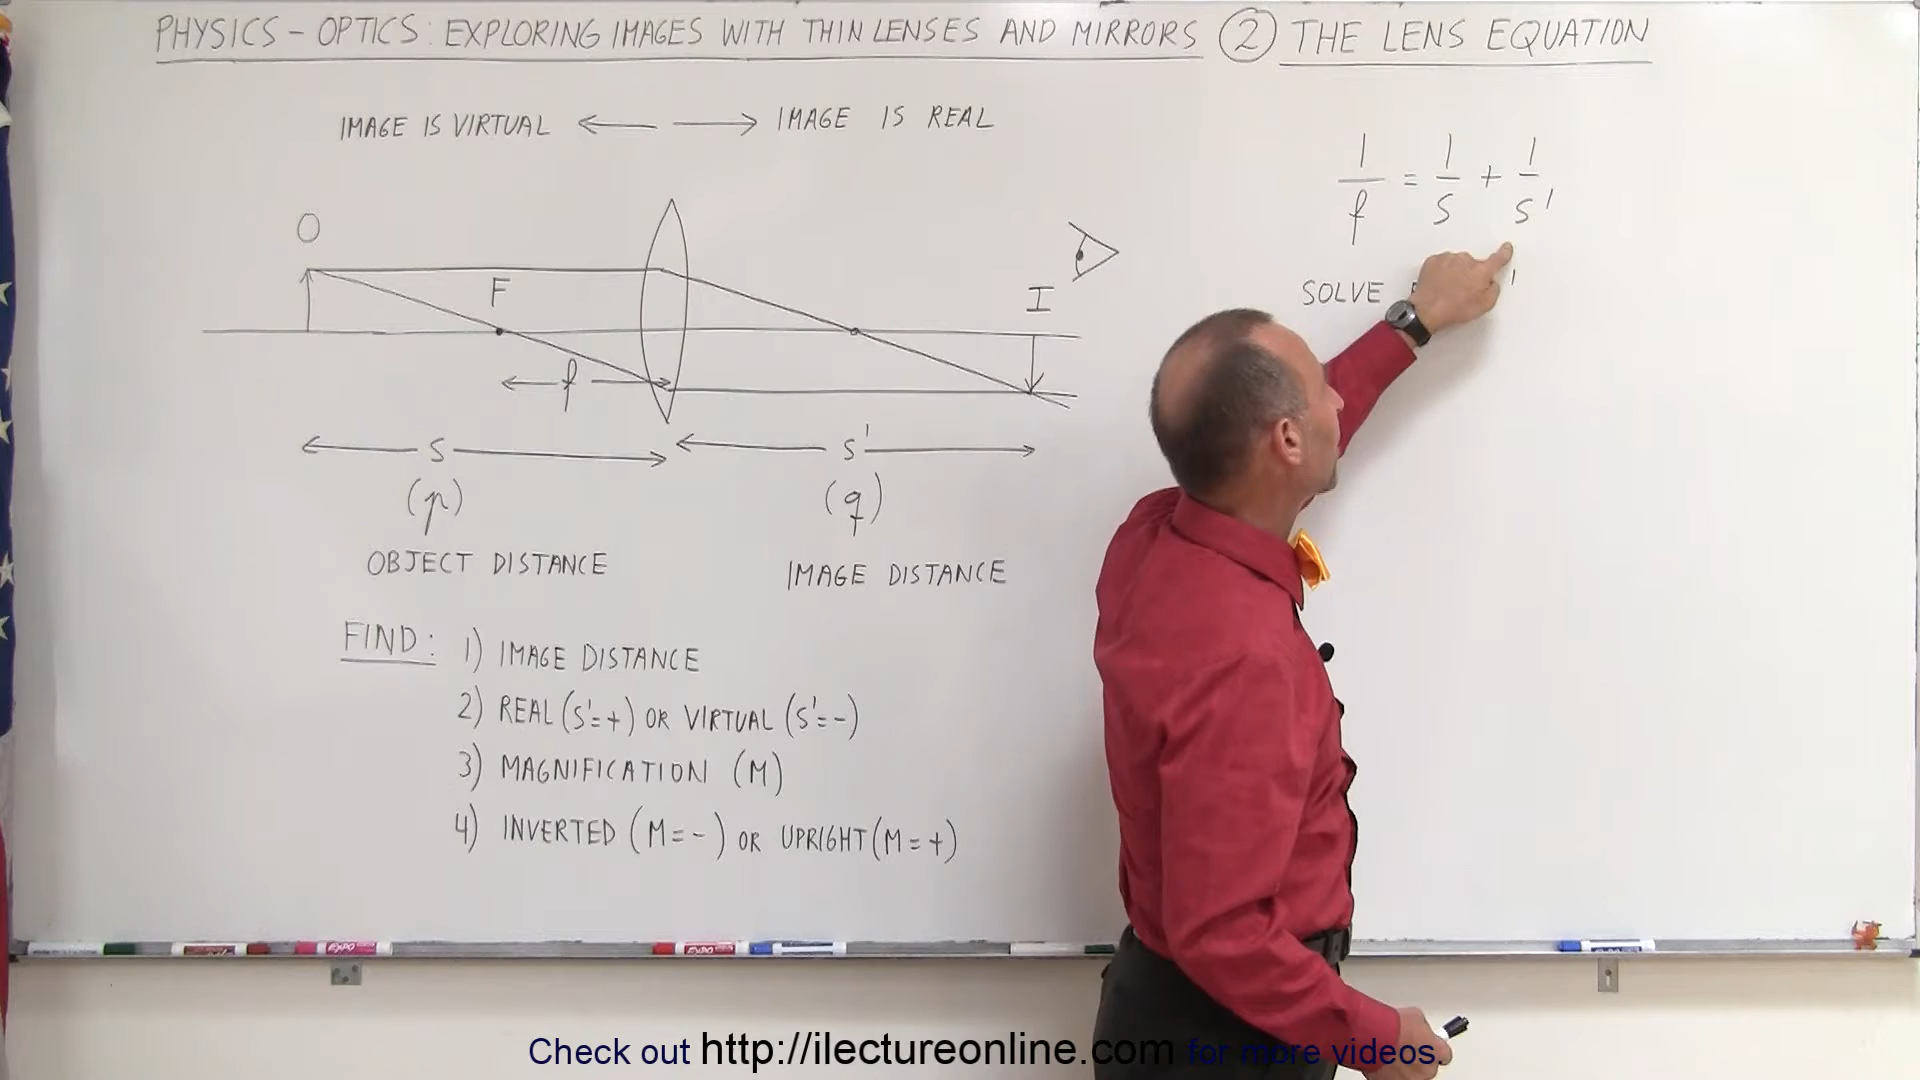 PHYSICS - OPTICS: EXPLORING IMAGES WITH THIN LENSES AND MIRRORS 2 THE LENS EQUATION
IMAGE IS VIRTUAL ← → IMAGE IS REAL
1/f = 1/s + 1/s'
O
F
I
SOLVE
f
s
s'
(p)
(q)
OBJECT DISTANCE
IMAGE DISTANCE
FIND: 1) IMAGE DISTANCE
2) REAL (S'=+) OR VIRTUAL (S'=-)
3) MAGNIFICATION (M)
4) INVERTED (M=-) OR UPRIGHT (M=+)
EXPO
EXPO
Check out http://ilectureonline.com for more videos.